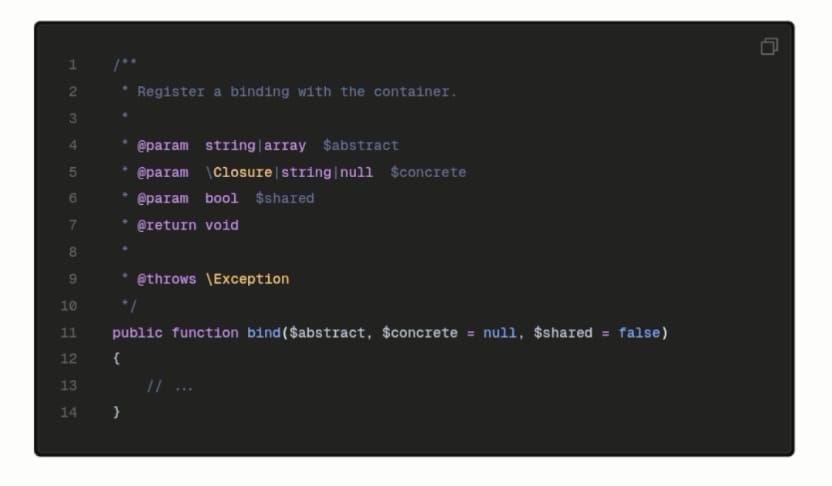 1 /**
2  * Register a binding with the container.
3  *
4  * @param  string|array  $abstract
5  * @param  \Closure|string|null  $concrete
6  * @param  bool  $shared
7  * @return void
8  *
9  * @throws \Exception
10  */
11 public function bind($abstract, $concrete = null, $shared = false)
12 {
13     // ...
14 }